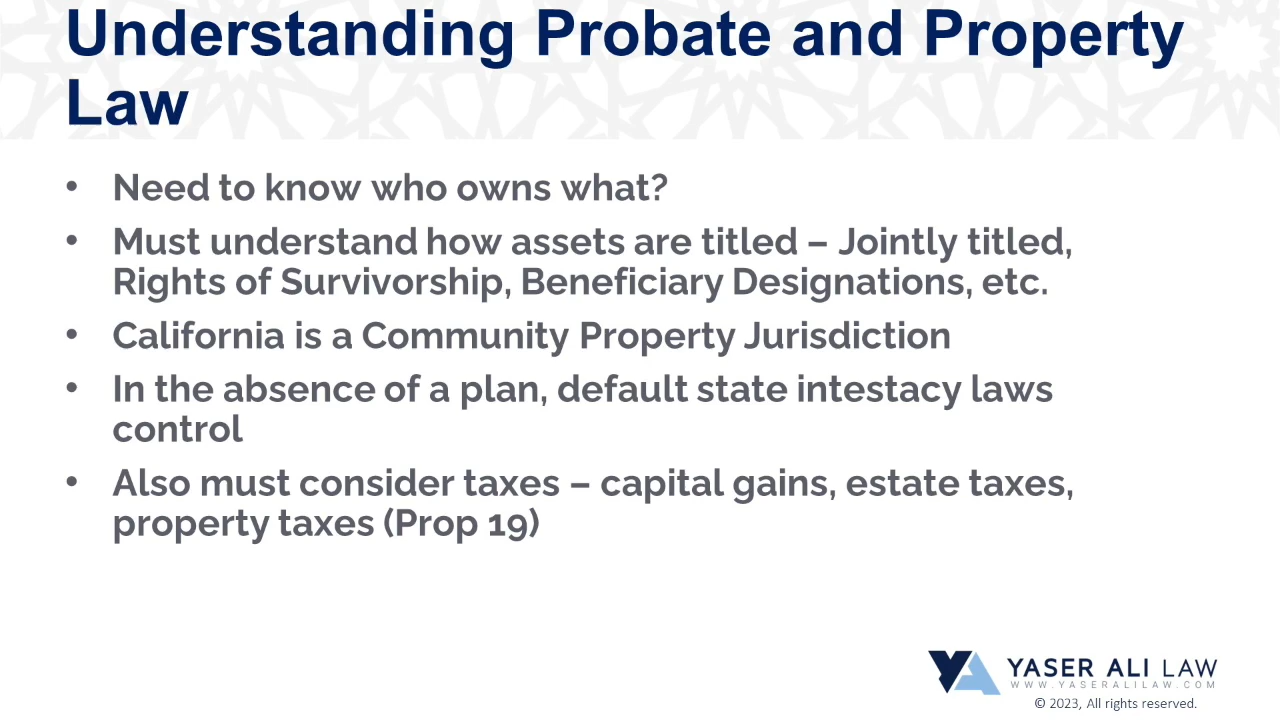 Understanding Probate and Property
Law
• Need to know who owns what?
• Must understand how assets are titled – Jointly titled,
Rights of Survivorship, Beneficiary Designations, etc.
• California is a Community Property Jurisdiction
• In the absence of a plan, default state intestacy laws
control
• Also must consider taxes – capital gains, estate taxes,
property taxes (Prop 19)
YASER ALI LAW
WWW.YASERALILAW.COM
© 2023, All rights reserved.